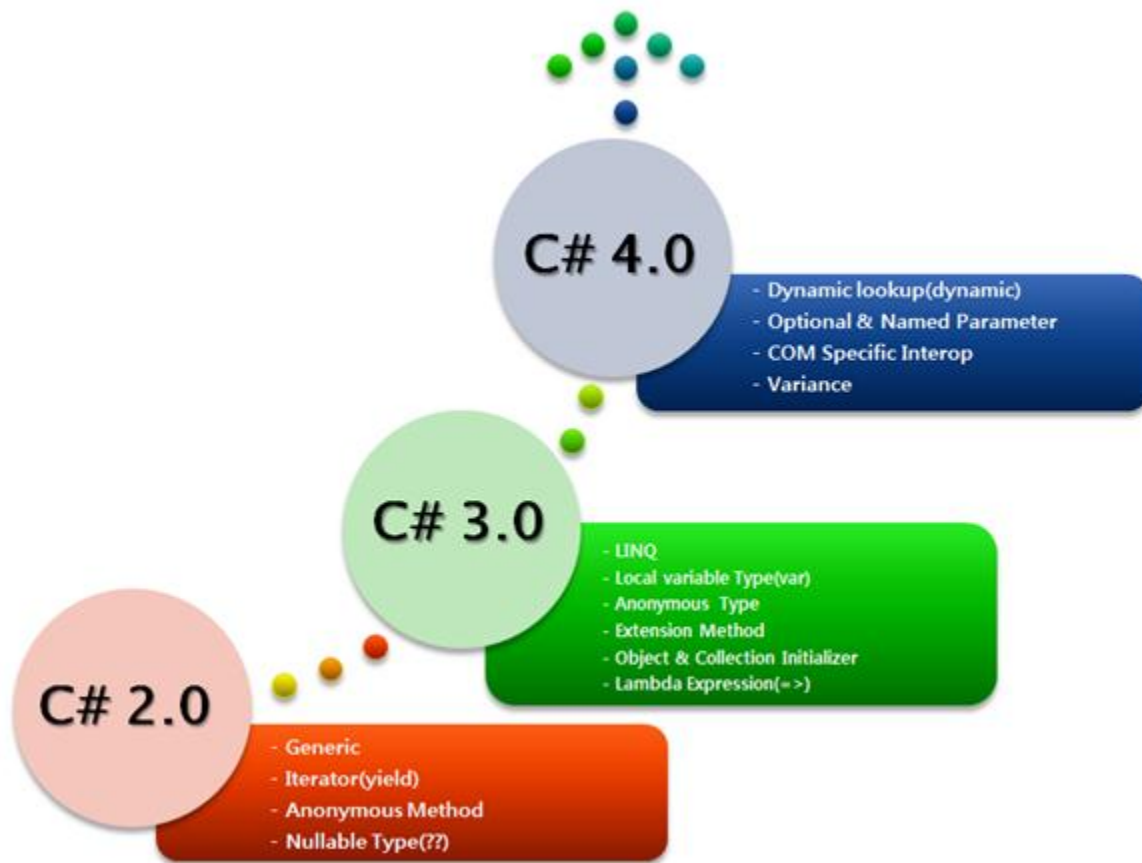 C# 4.0
- Dynamic lookup(dynamic)
- Optional & Named Parameter
- COM Specific Interop
- Variance
C# 3.0
- LINQ
- Local variable Type(var)
- Anonymous Type
- Extension Method
- Object & Collection Initializer
- Lambda Expression(=>)
C# 2.0
- Generic
- Iterator(yield)
- Anonymous Method
- Nullable Type(??)